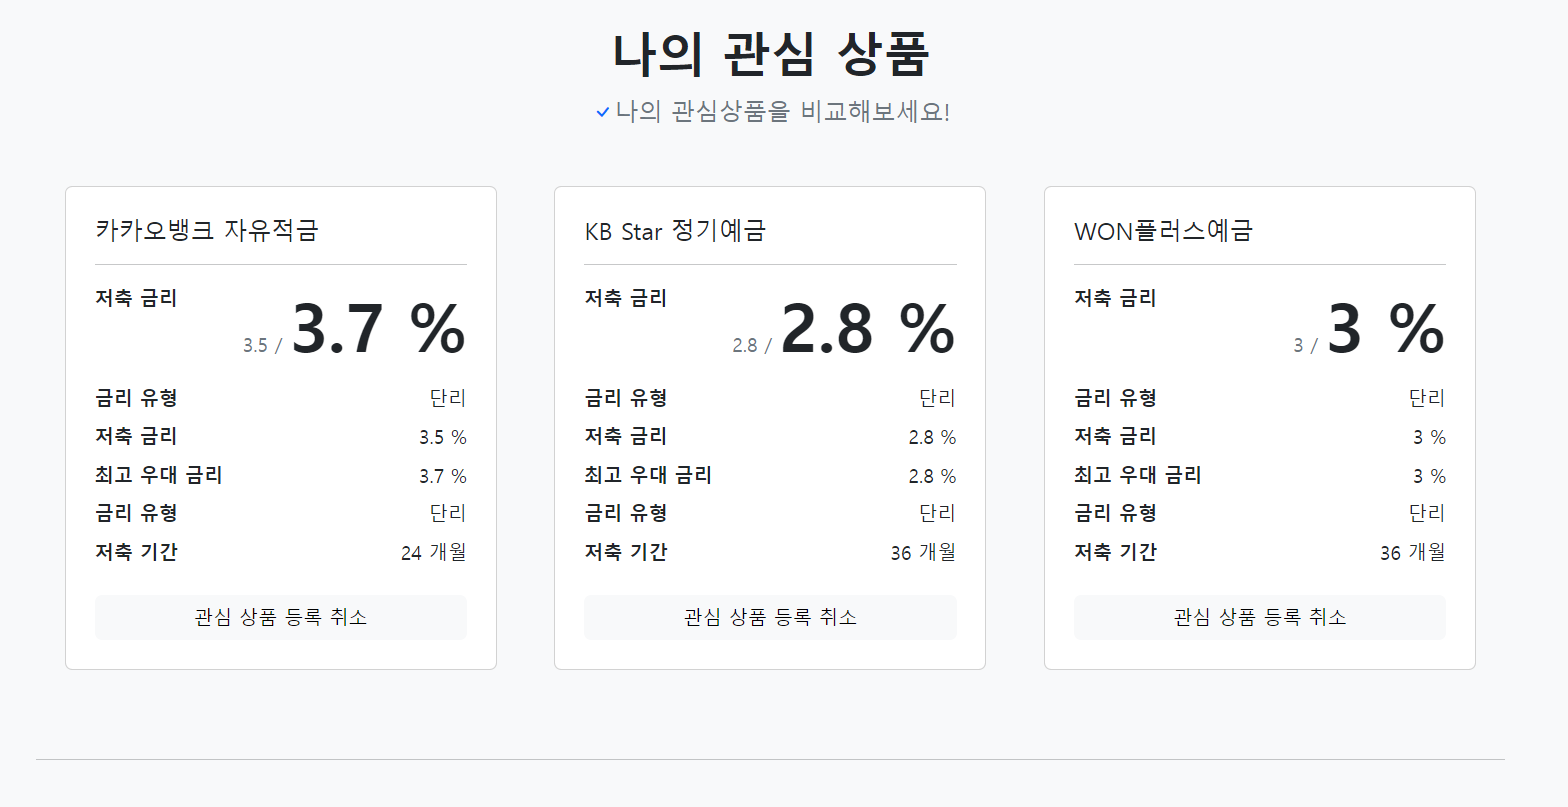 나의 관심 상품
나의 관심상품을 비교해보세요!
카카오뱅크 자유적금
저축 금리
3.5 / 3.7 %
금리 유형 단리
저축 금리 3.5 %
최고 우대 금리 3.7 %
금리 유형 단리
저축 기간 24 개월
관심 상품 등록 취소
KB Star 정기예금
저축 금리
2.8 / 2.8 %
금리 유형 단리
저축 금리 2.8 %
최고 우대 금리 2.8 %
금리 유형 단리
저축 기간 36 개월
관심 상품 등록 취소
WON플러스예금
저축 금리
3 / 3 %
금리 유형 단리
저축 금리 3 %
최고 우대 금리 3 %
금리 유형 단리
저축 기간 36 개월
관심 상품 등록 취소